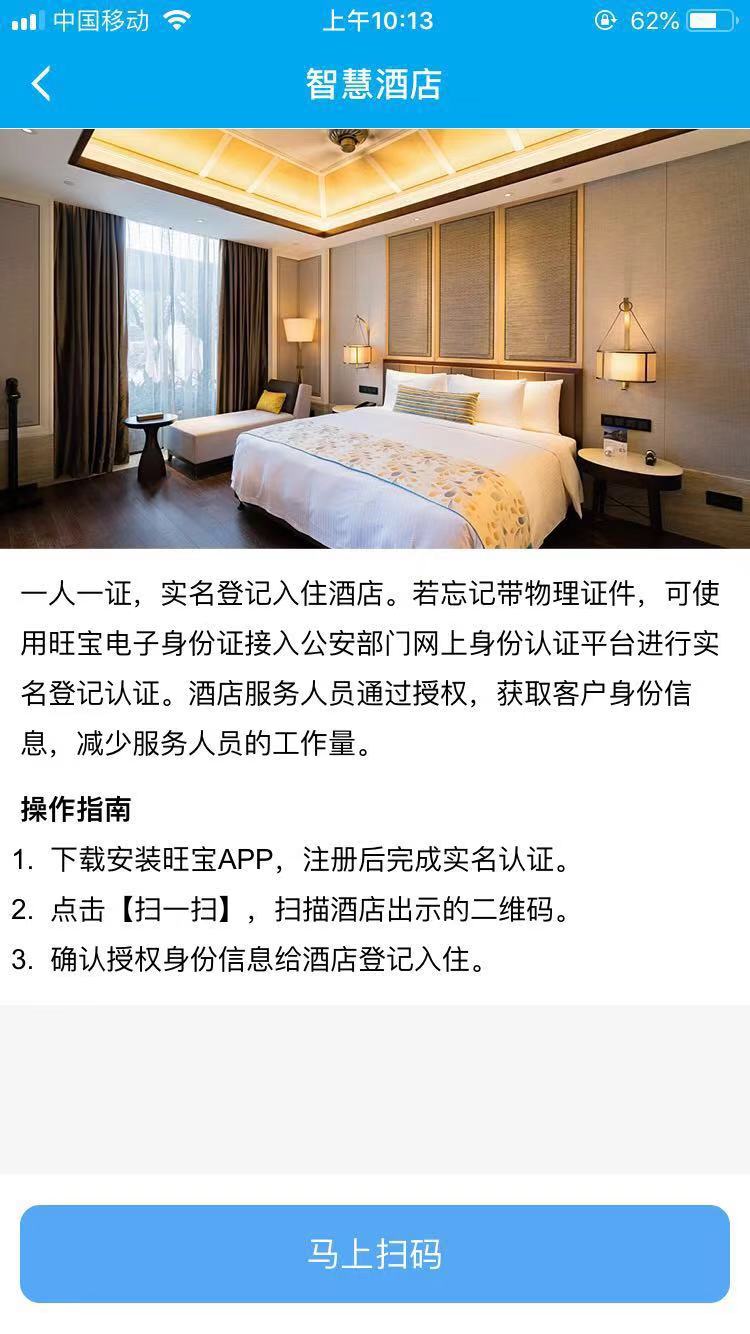 中国移动 上午10:13 62%
智慧酒店
一人一证，实名登记入住酒店。若忘记带物理证件，可使
用旺宝电子身份证接入公安部门网上身份认证平台进行实
名登记认证。酒店服务人员通过授权，获取客户身份信
息，减少服务人员的工作量。
操作指南
1. 下载安装旺宝APP，注册后完成实名认证。
2. 点击【扫一扫】，扫描酒店出示的二维码。
3. 确认授权身份信息给酒店登记入住。
马上扫码